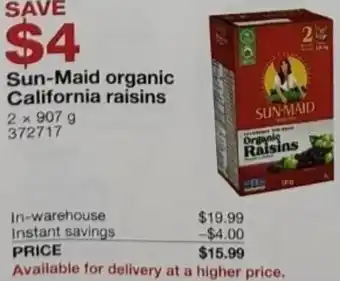 SAVE
$4
Sun-Maid organic
California raisins
2 × 907 g
372717
2
SUN-MAID
Organic
Raisins
In-warehouse $19.99
Instant savings –$4.00
PRICE $15.99
Available for delivery at a higher price.